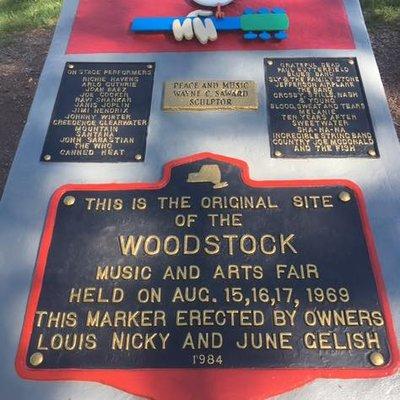 ON STAGE PERFORMERS
RICHIE HAVENS
ARLO GUTHRIE
JOAN BAEZ
JOE COCKER
RAVI SHANKAR
JANIS JOPLIN
JIMI HENDRIX
JOHNNY WINTER
CREEDENCE CLEARWATER
MOUNTAIN
SANTANA
JOHN SABASTIAN
THE WHO
CANNED HEAT
PEACE AND MUSIC
WAYNE C. SAWARD
SCULPTOR
GRATEFUL DEAD
PAUL BUTTERFIELD
BLUES BAND
SLY & THE FAMILY STONE
JEFFERSON AIRPLANE
THE BAND
CROSBY, STILLS, NASH
& YOUNG
BLOOD, SWEAT AND TEARS
TEN YEARS AFTER
SWEETWATER
SHA-NA-NA
INCREDIBLE STRING BAND
COUNTRY JOE MCDONALD
AND THE FISH
THIS IS THE ORIGINAL SITE
OF THE
WOODSTOCK
MUSIC AND ARTS FAIR
HELD ON AUG. 15,16,17, 1969
THIS MARKER ERECTED BY OWNERS
LOUIS NICKY AND JUNE GELISH
1984